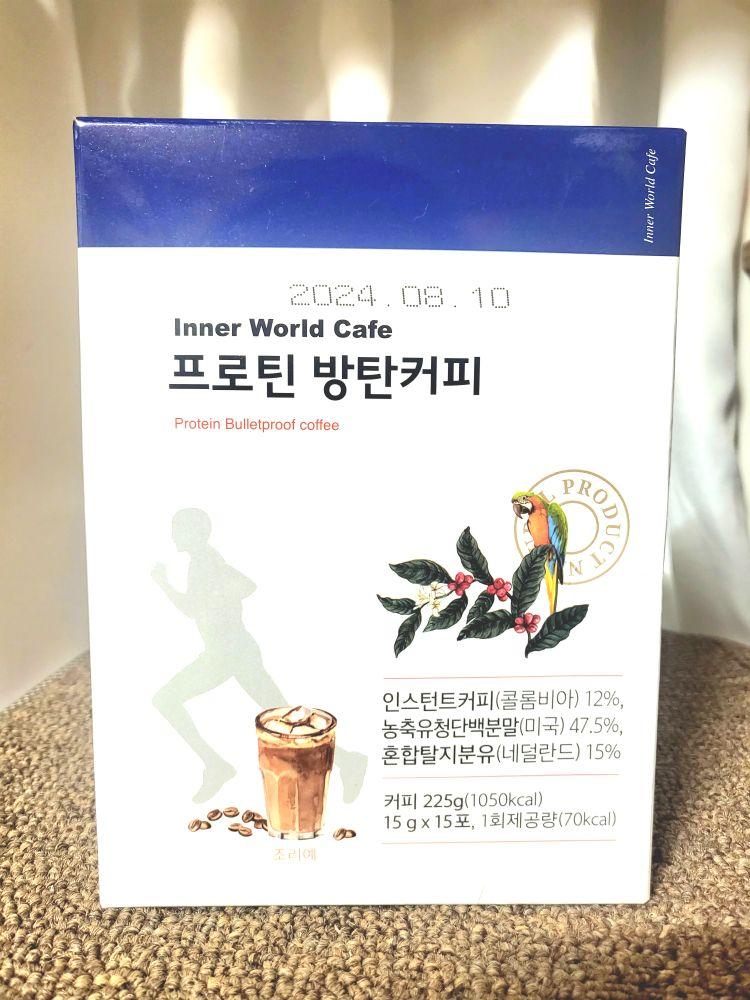 Inner World Cafe
2024.08.10
Inner World Cafe
프로틴 방탄커피
Protein Bulletproof coffee
PRODUCT
인스턴트커피(콜롬비아) 12%,
농축유청단백분말(미국) 47.5%,
혼합탈지분유(네덜란드) 15%
커피 225g(1050kcal)
15 g x 15포, 1회제공량(70kcal)
조리예